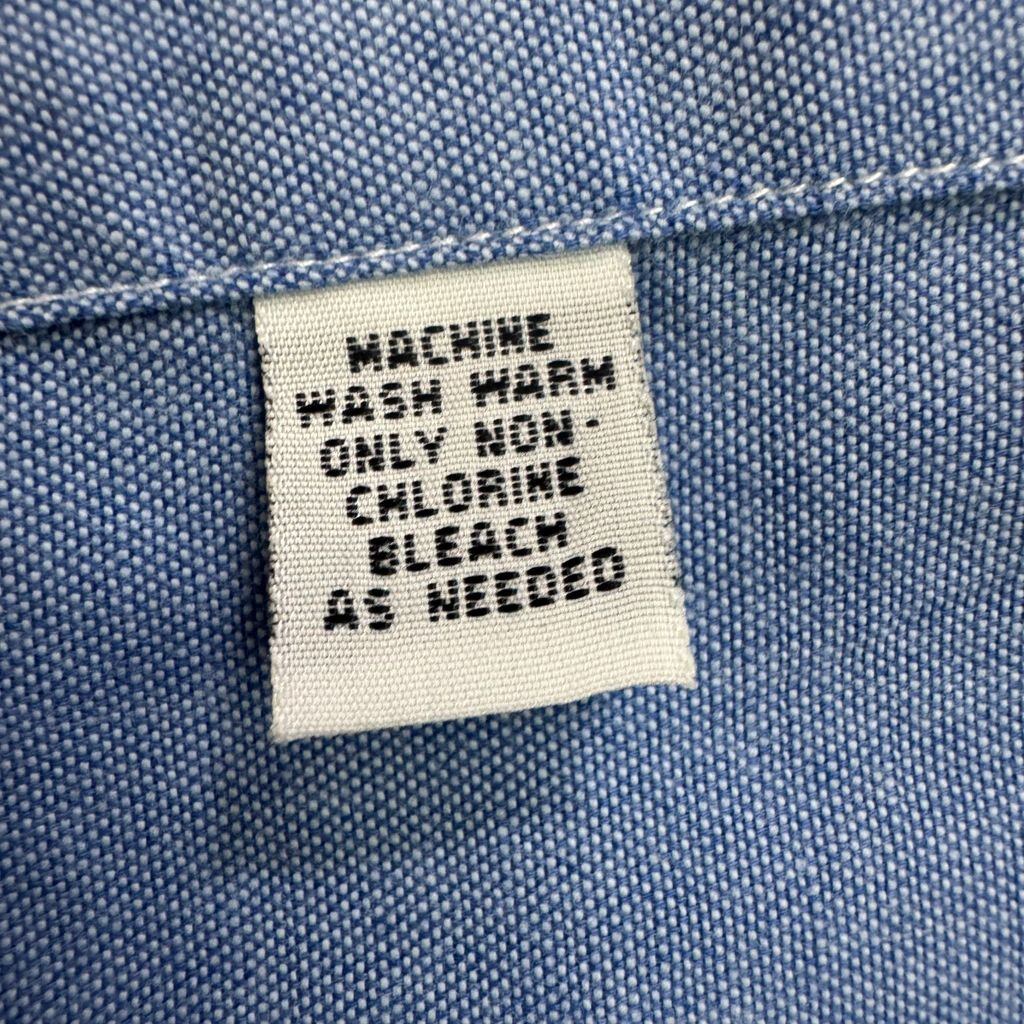 MACHINE
WASH WARM
ONLY NON-
CHLORINE
BLEACH
AS NEEDED